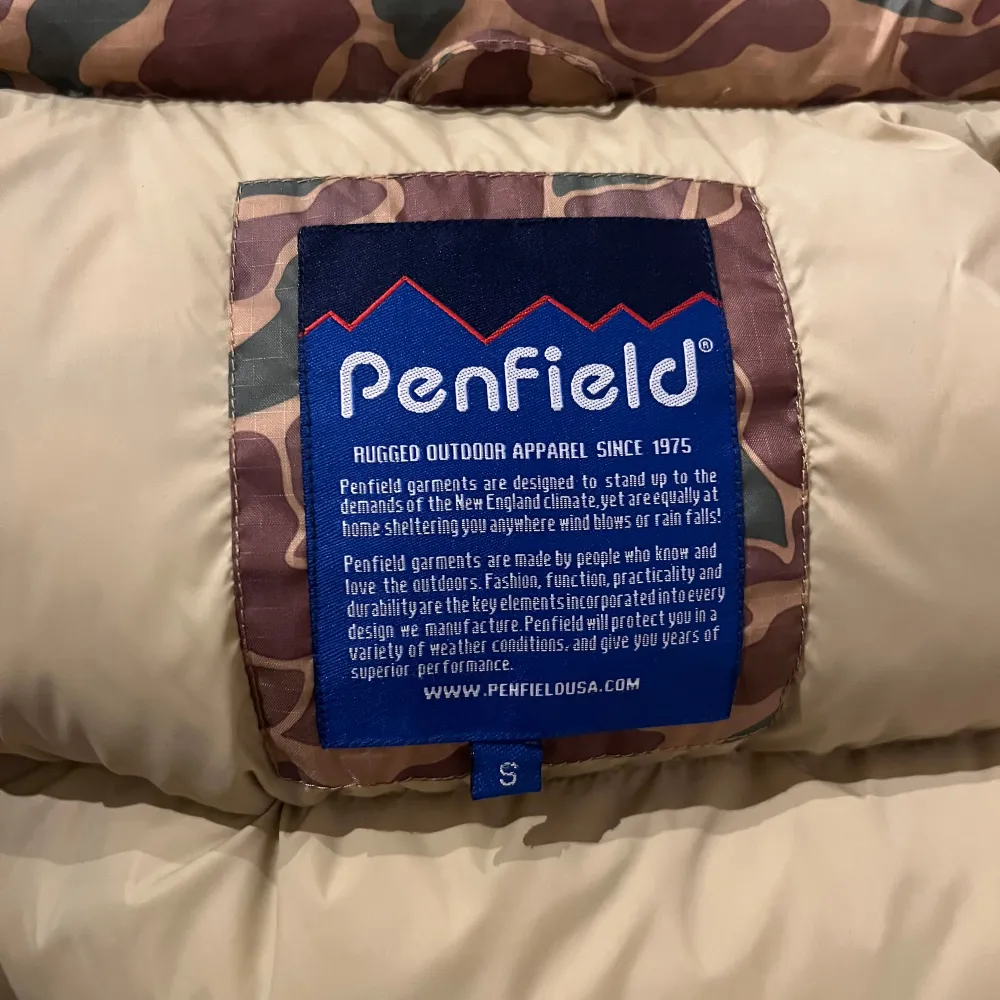 Penfield®
RUGGED OUTDOOR APPAREL SINCE 1975
Penfield garments are designed to stand up to the
demands of the New England climate, yet are equally at
home sheltering you anywhere wind blows or rain falls!
Penfield garments are made by people who know and
love the outdoors. Fashion, function, practicality and
durability are the key elements incorporated into every
design we manufacture. Penfield will protect you in a
variety of weather conditions. and give you years of
superior performance.
WWW.PENFIELDUSA.COM
S